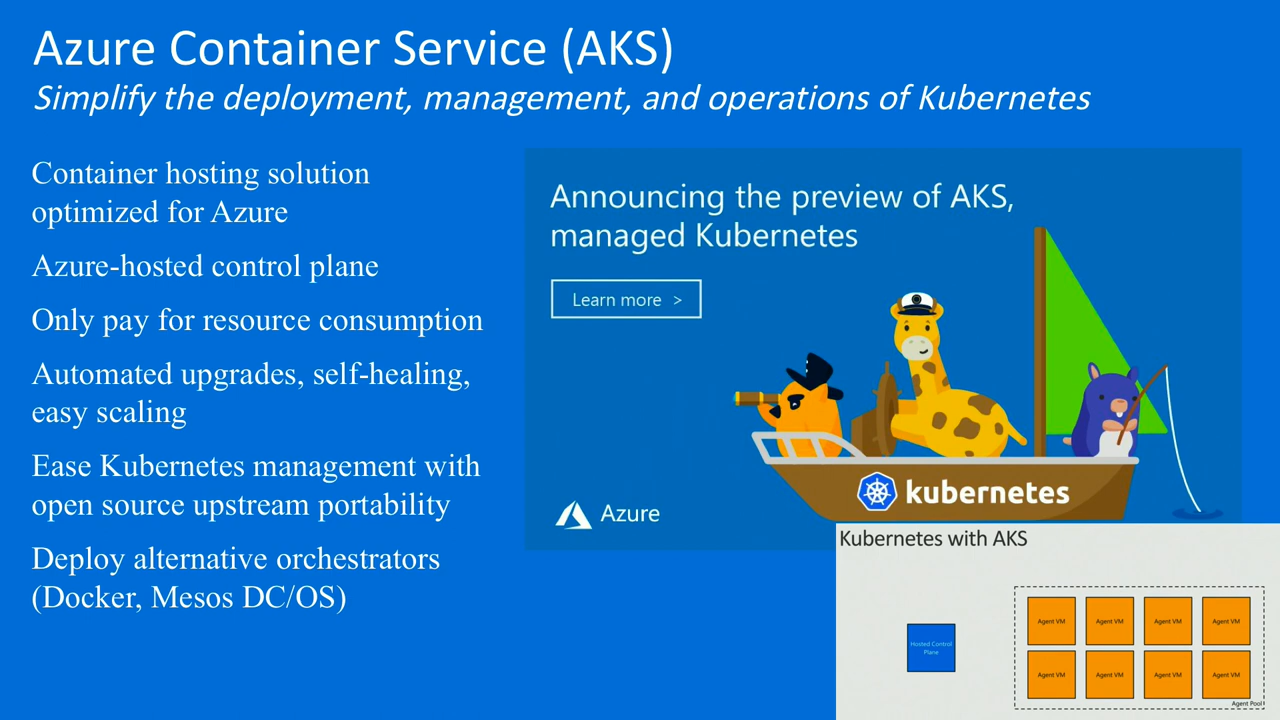 Azure Container Service (AKS)
Simplify the deployment, management, and operations of Kubernetes
Container hosting solution
optimized for Azure
Azure-hosted control plane
Only pay for resource consumption
Automated upgrades, self-healing,
easy scaling
Ease Kubernetes management with
open source upstream portability
Deploy alternative orchestrators
(Docker, Mesos DC/OS)
Announcing the preview of AKS,
managed Kubernetes
Learn more >
kubernetes
Azure
Kubernetes with AKS
Hosted Control
Plane
Agent VM Agent VM Agent VM Agent VM
Agent VM Agent VM Agent VM Agent VM
Agent Pool